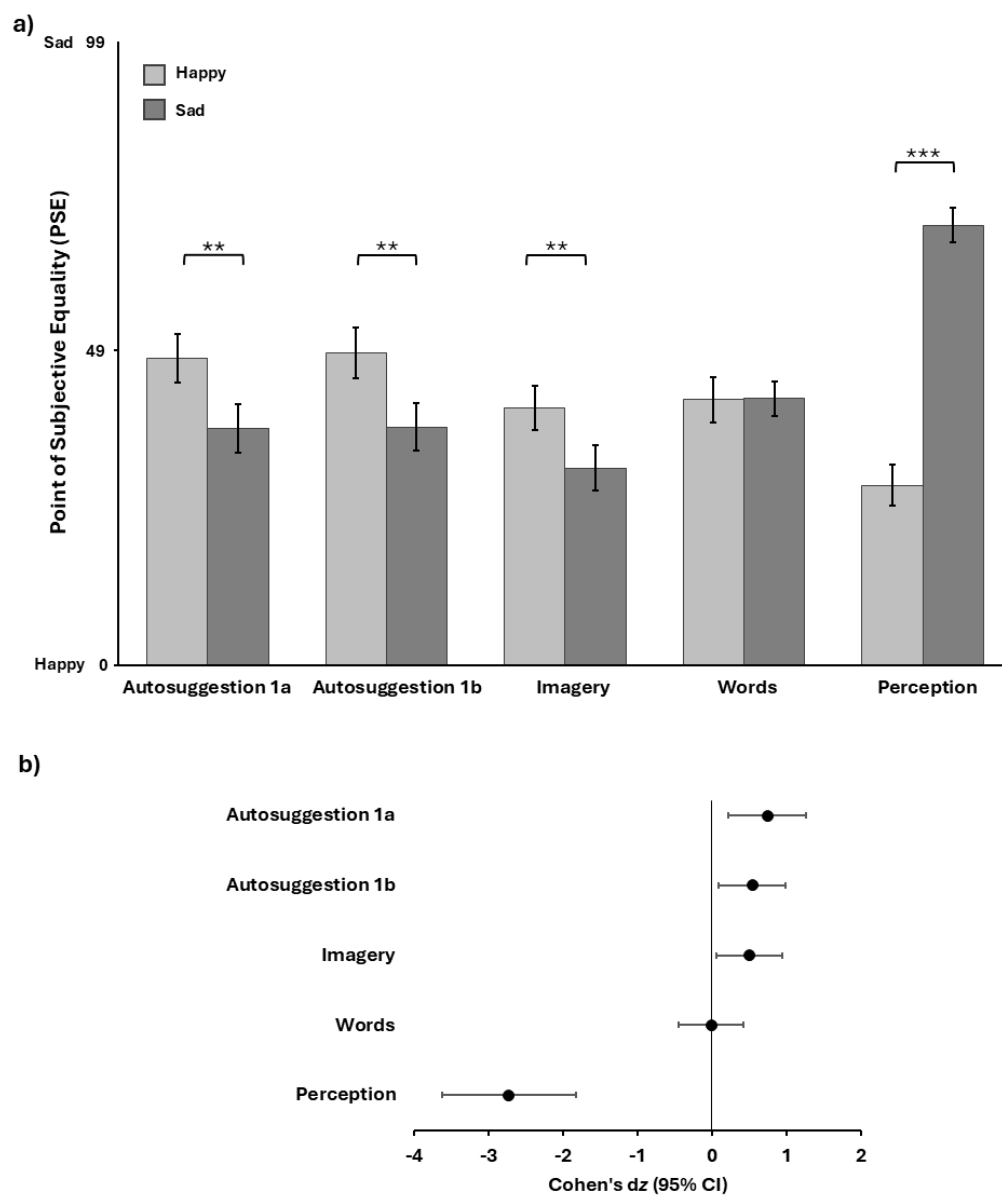 a)
Sad 99
Happy
Sad
***
** ** **
Point of Subjective Equality (PSE)
49
Happy 0
Autosuggestion 1a Autosuggestion 1b Imagery Words Perception
b)
Autosuggestion 1a
Autosuggestion 1b
Imagery
Words
Perception
-4 -3 -2 -1 0 1 2
Cohen's dz (95% CI)